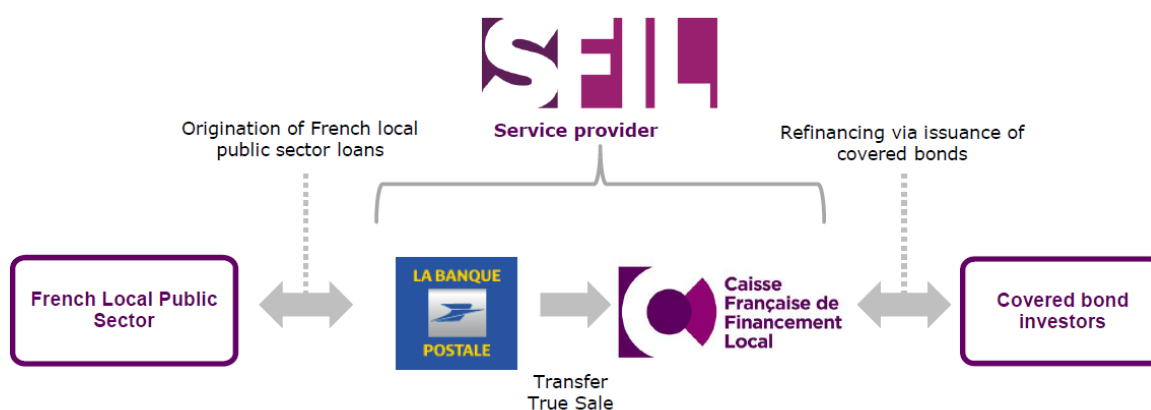 SFIL
Service provider
Origination of French local
public sector loans
Refinancing via issuance of
covered bonds
French Local Public
Sector
LA BANQUE
POSTALE
Caisse
Française de
Financement
Local
Covered bond
investors
Transfer
True Sale